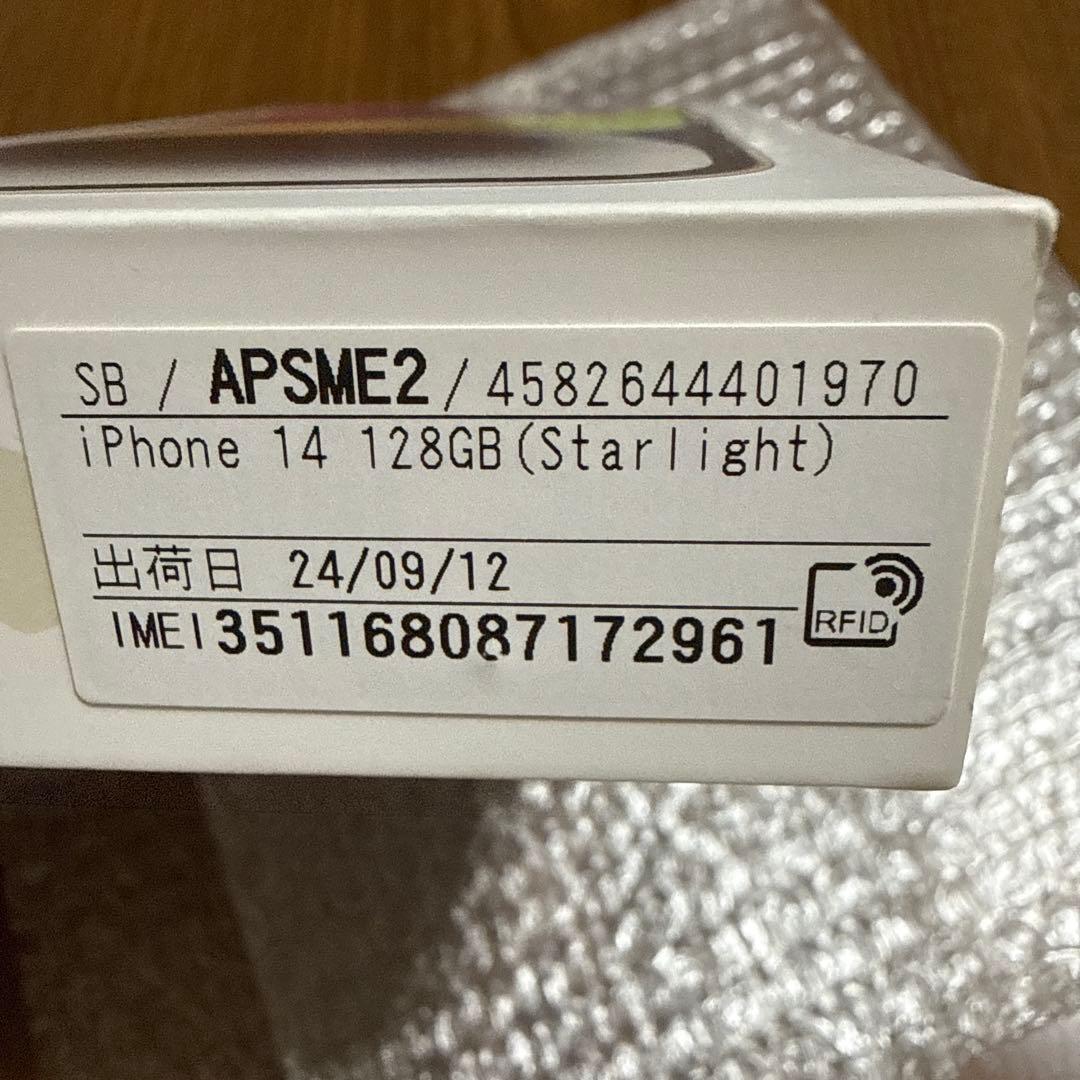 SB / APSME2 / 4582644401970
iPhone 14 128GB(Starlight)
出荷日 24/09/12
IMEI351168087172961
RFID